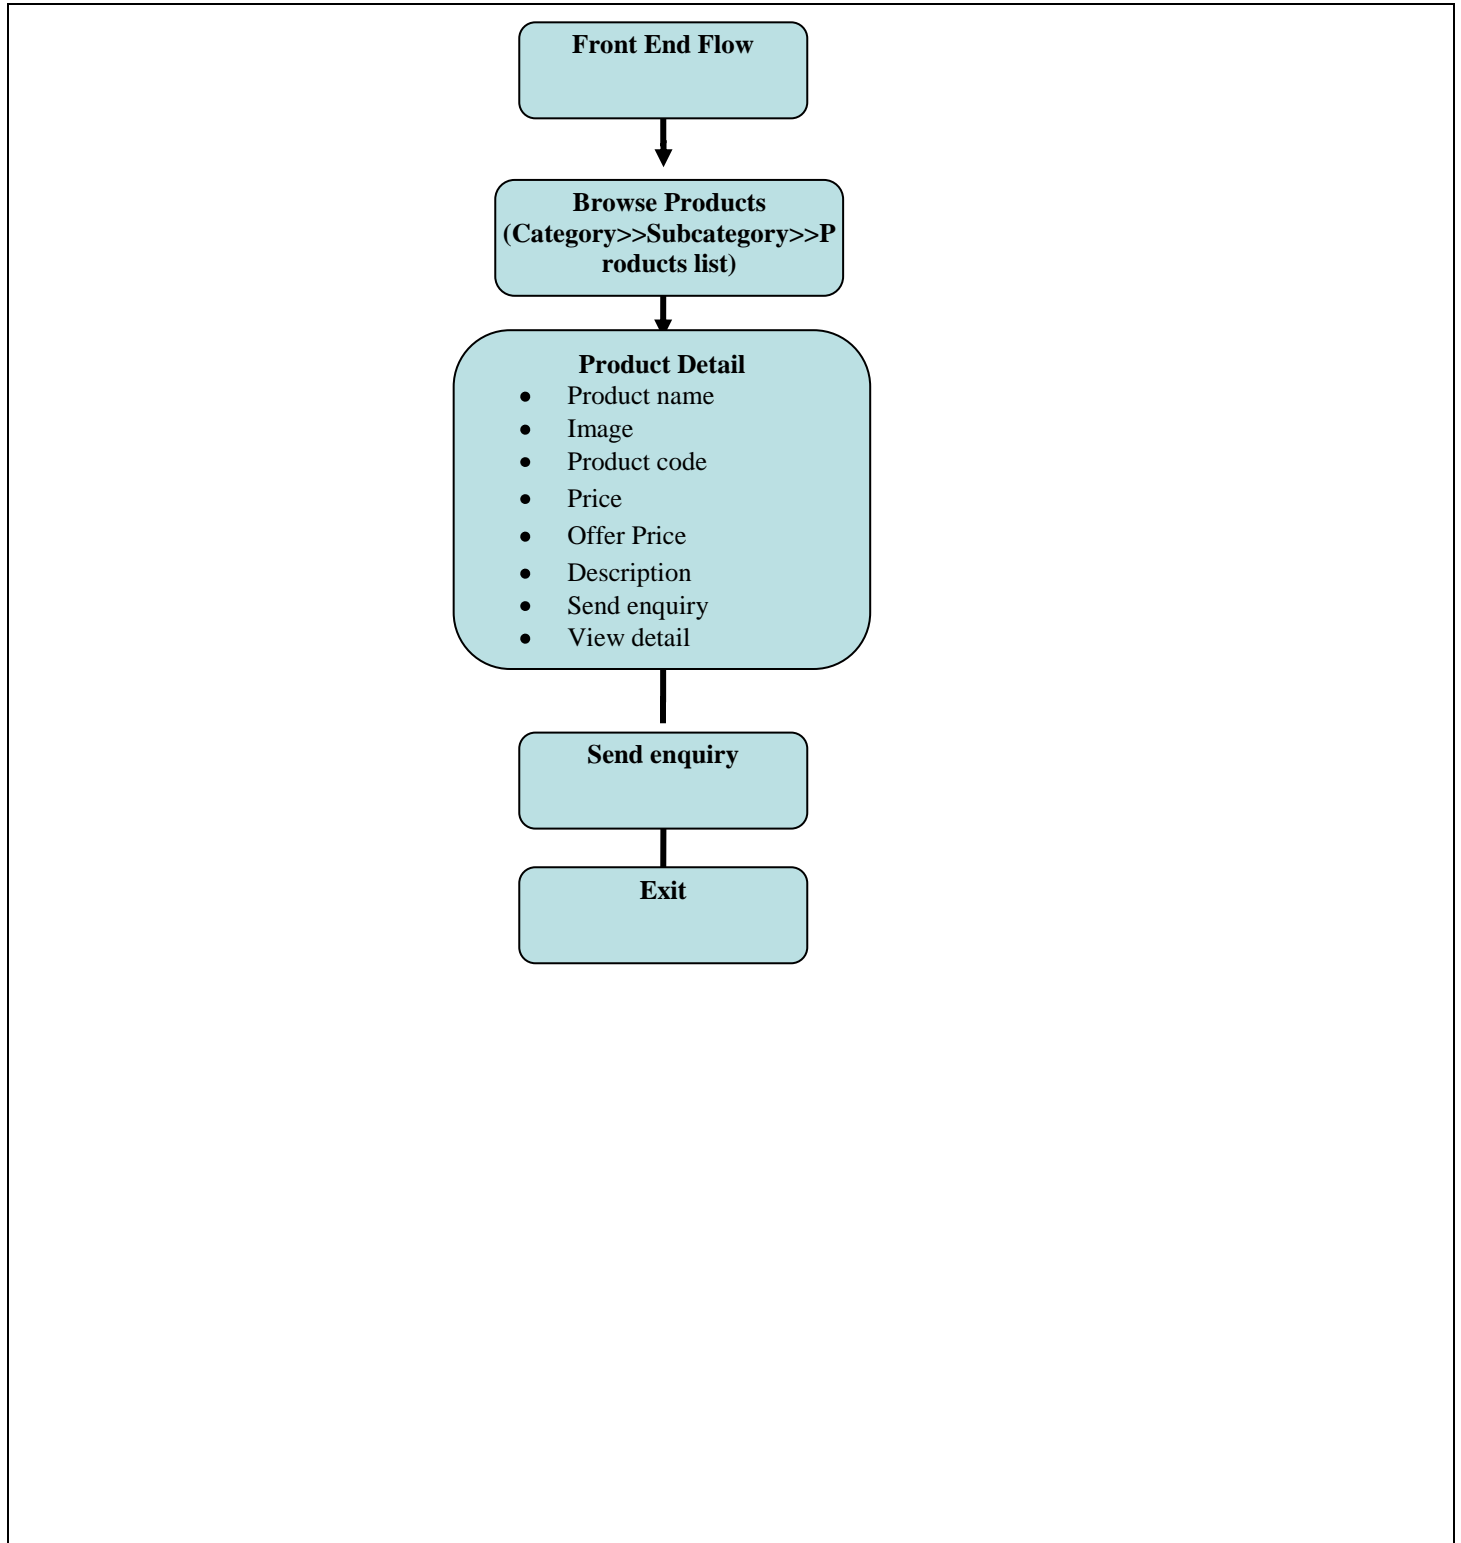 Front End Flow
Browse Products
(Category>>Subcategory>>P
roducts list)
Product Detail
• Product name
• Image
• Product code
• Price
• Offer Price
• Description
• Send enquiry
• View detail
Send enquiry
Exit